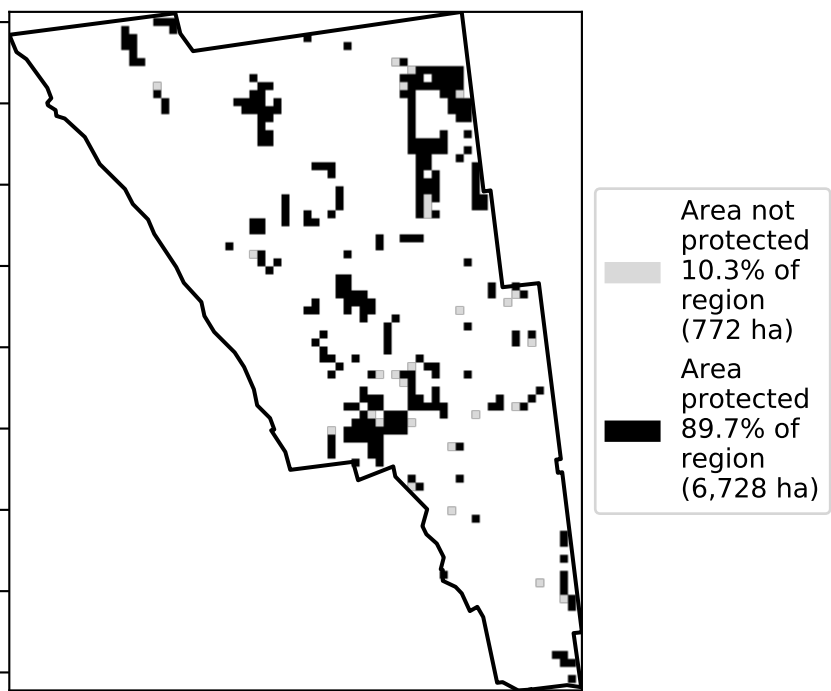 Area not
protected
10.3% of
region
(772 ha)
Area
protected
89.7% of
region
(6,728 ha)